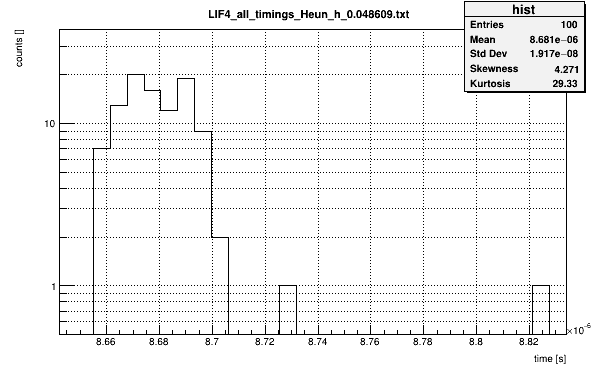 LIF4_all_timings_Heun_h_0.048609.txt
hist
Entries 100
Mean 8.681e−06
Std Dev 1.917e−08
Skewness 4.271
Kurtosis 29.33
counts []
10
1
8.66 8.68 8.7 8.72 8.74 8.76 8.78 8.8 8.82
×10−6
time [s]